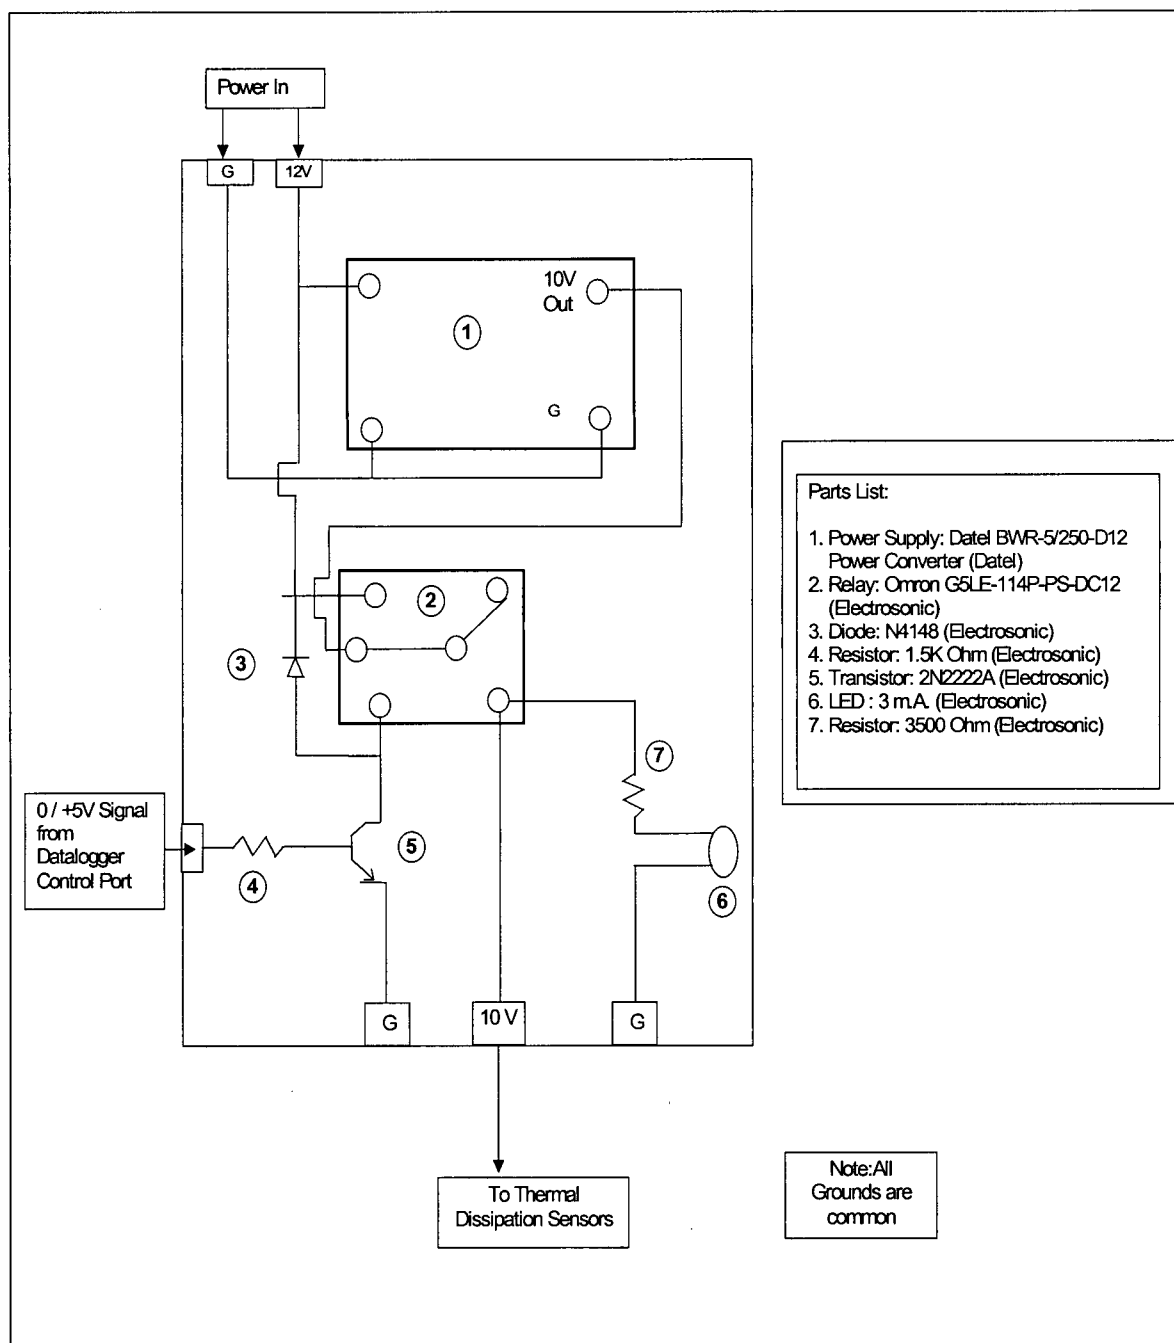 Power In
G
12V
10V
Out
1
G
Parts List:
1. Power Supply: Datel BWR-5/250-D12
Power Converter (Datel)
2. Relay: Omron G5LE-114P-PS-DC12
(Electrosonic)
3. Diode: N4148 (Electrosonic)
4. Resistor: 1.5K Ohm (Electrosonic)
5. Transistor: 2N2222A (Electrosonic)
6. LED : 3 m.A. (Electrosonic)
7. Resistor: 3500 Ohm (Electrosonic)
2
3
7
0 / +5V Signal
from
Datalogger
Control Port
4
5
6
G
10 V
G
To Thermal
Dissipation Sensors
Note:All
Grounds are
common